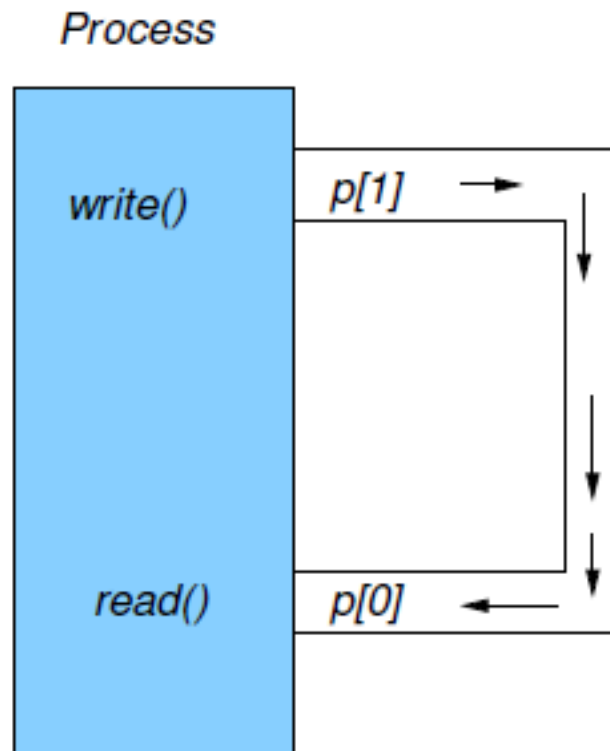 Process
write()
p[1]
read()
p[0]